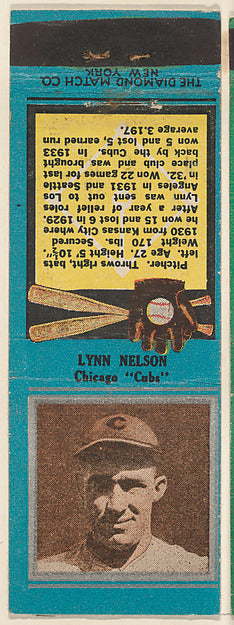 LYNN NELSON
Chicago "Cubs"
C
Pitcher. Throws right, bats
left. Age 27. Height 5' 10½".
Weight 170 lbs. Secured
1930 from Kansas City where
he won 15 and lost 6 in 1929.
After a year of relief roles
Lynn was sent out to Los
Angeles in 1931 and Seattle
in '32. Won 22 games for last
place club and was brought
back by the Cubs. In 1933
won 5 and lost 5, run earned
average 3.197.
THE DIAMOND MATCH CO.
NEW YORK